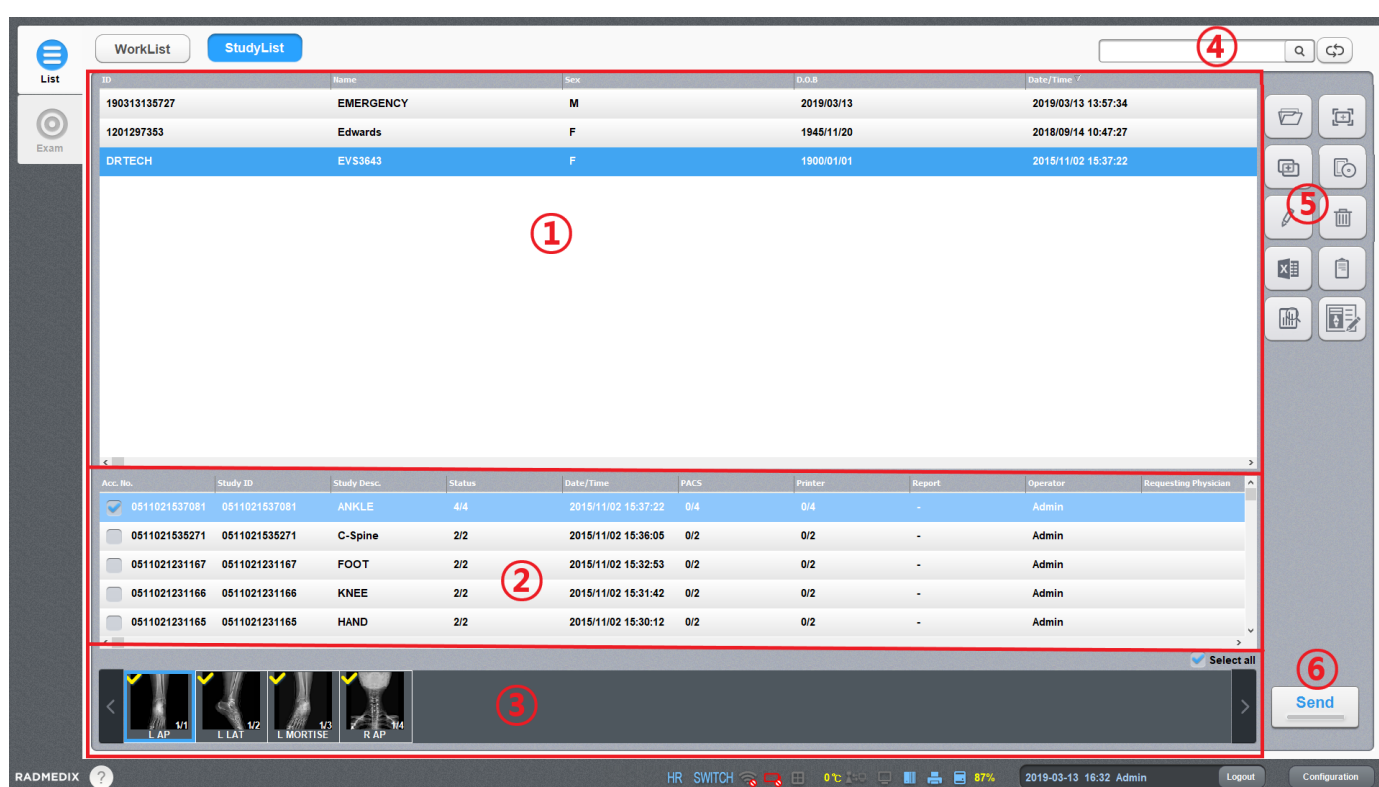 WorkList StudyList ④
List
ID Name Sex D.O.B Date/Time
190313135727 EMERGENCY M 2019/03/13 2019/03/13 13:57:34
1201297353 Edwards F 1945/11/20 2018/09/14 10:47:27
Exam
DRTECH EVS3643 F 1900/01/01 2015/11/02 15:37:22
⑤
①
Acc. No. Study ID Study Desc. Status Date/Time PACS Printer Report Operator Requesting Physician
0511021537081 0511021537081 ANKLE 4/4 2015/11/02 15:37:22 0/4 0/4 - Admin
0511021535271 0511021535271 C-Spine 2/2 2015/11/02 15:36:05 0/2 0/2 - Admin
0511021231167 0511021231167 FOOT 2/2 2015/11/02 15:32:53 0/2 0/2 - Admin
②
0511021231166 0511021231166 KNEE 2/2 2015/11/02 15:31:42 0/2 0/2 - Admin
0511021231165 0511021231165 HAND 2/2 2015/11/02 15:30:12 0/2 0/2 - Admin
Select all
⑥
③
Send
1/1 1/2 1/3 1/4
L AP L LAT L MORTISE R AP
RADMEDIX ? HR SWITCH 0℃ 87% 2019-03-13 16:32 Admin Logout Configuration